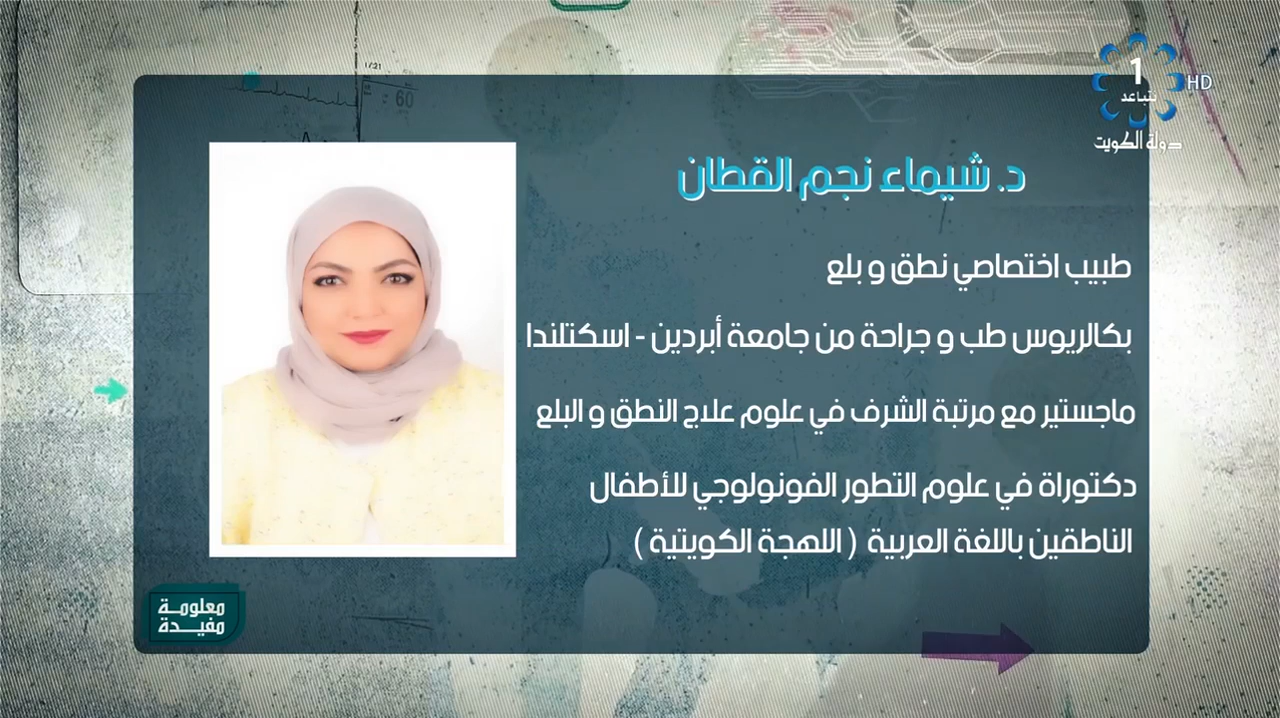 1
HD
نتباعد
دولة الكويت
د. شيماء نجم القطان
طبيب اختصاصي نطق و بلع
بكالريوس طب و جراحة من جامعة أبردين - اسكتلندا
ماجستير مع مرتبة الشرف في علوم علاج النطق و البلع
دكتوراة في علوم التطور الفونولوجي للأطفال
الناطقين باللغة العربية ( اللهجة الكويتية )
معلومة
مفيدة
60